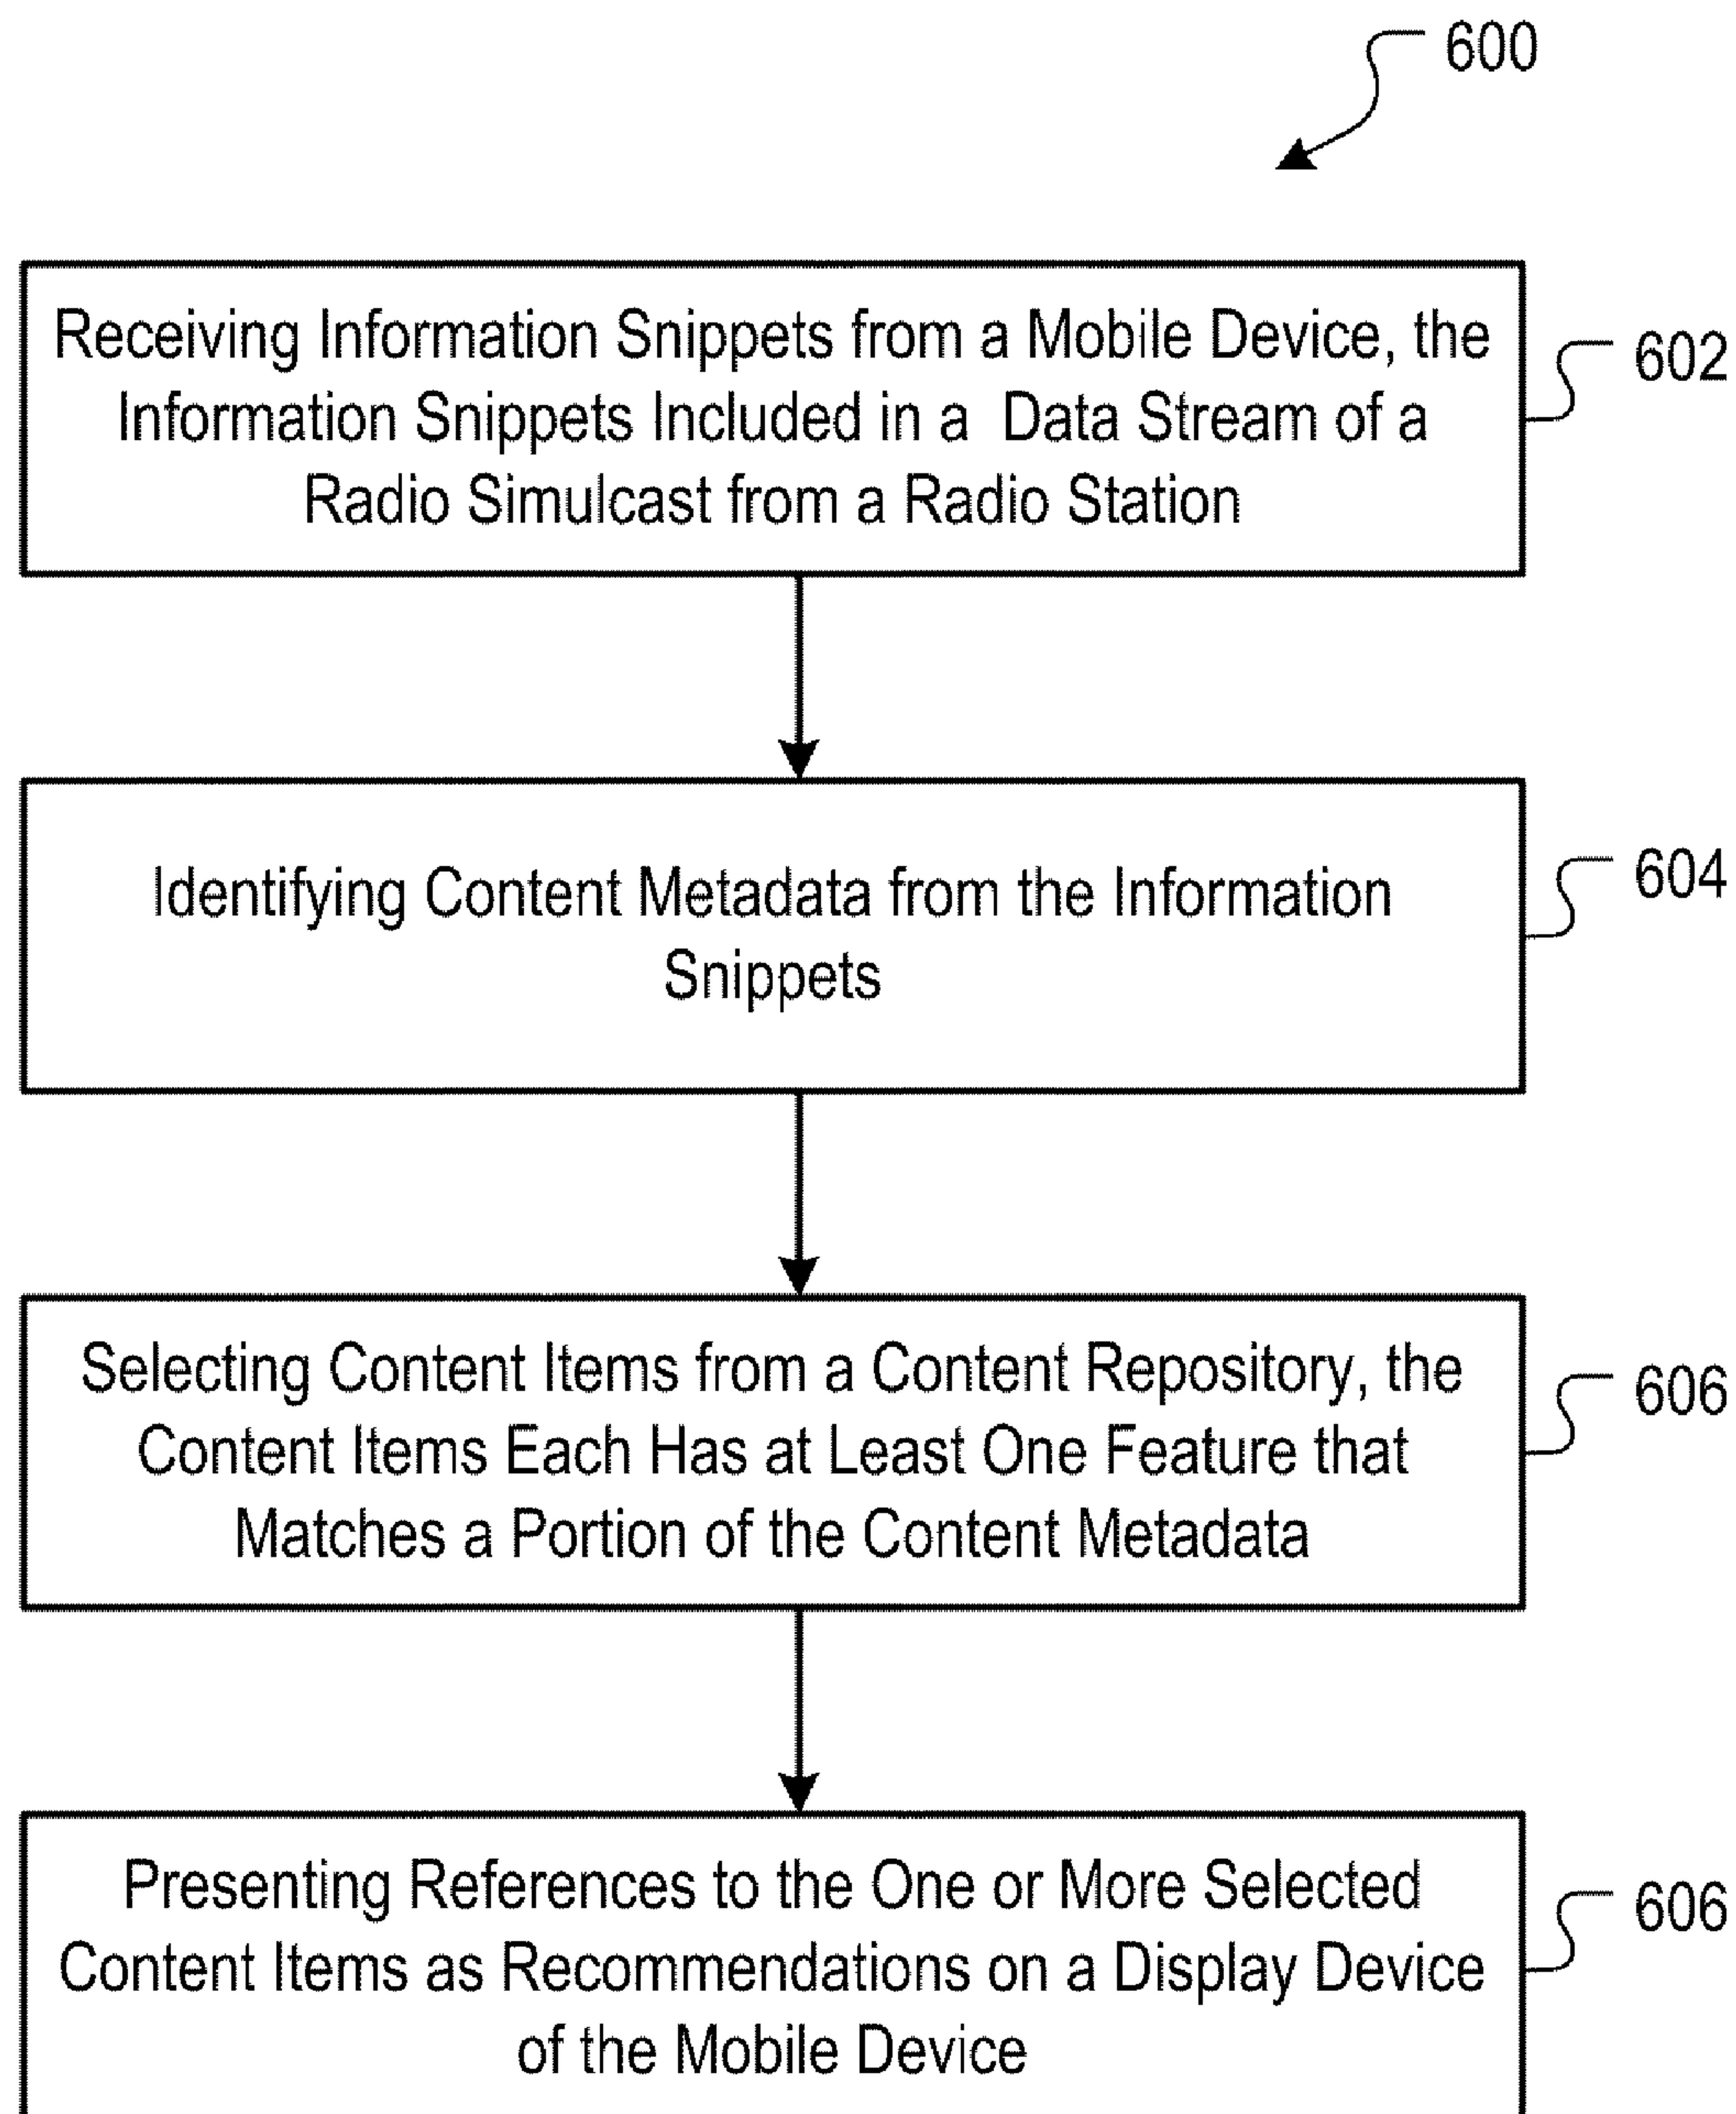 600
Receiving Information Snippets from a Mobile Device, the
Information Snippets Included in a Data Stream of a
Radio Simulcast from a Radio Station
602
Identifying Content Metadata from the Information
Snippets
604
Selecting Content Items from a Content Repository, the
Content Items Each Has at Least One Feature that
Matches a Portion of the Content Metadata
606
Presenting References to the One or More Selected
Content Items as Recommendations on a Display Device
of the Mobile Device
606